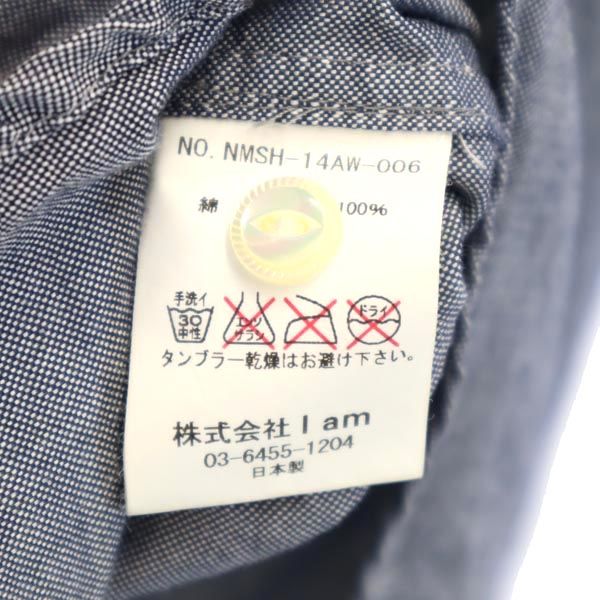 NO. NMSH-14AW-006
綿 100%
手洗イ
30
中性
エンソ
サラシ
ドライ
タンブラー乾燥はお避け下さい。
株式会社 I am
03-6455-1204
日本製